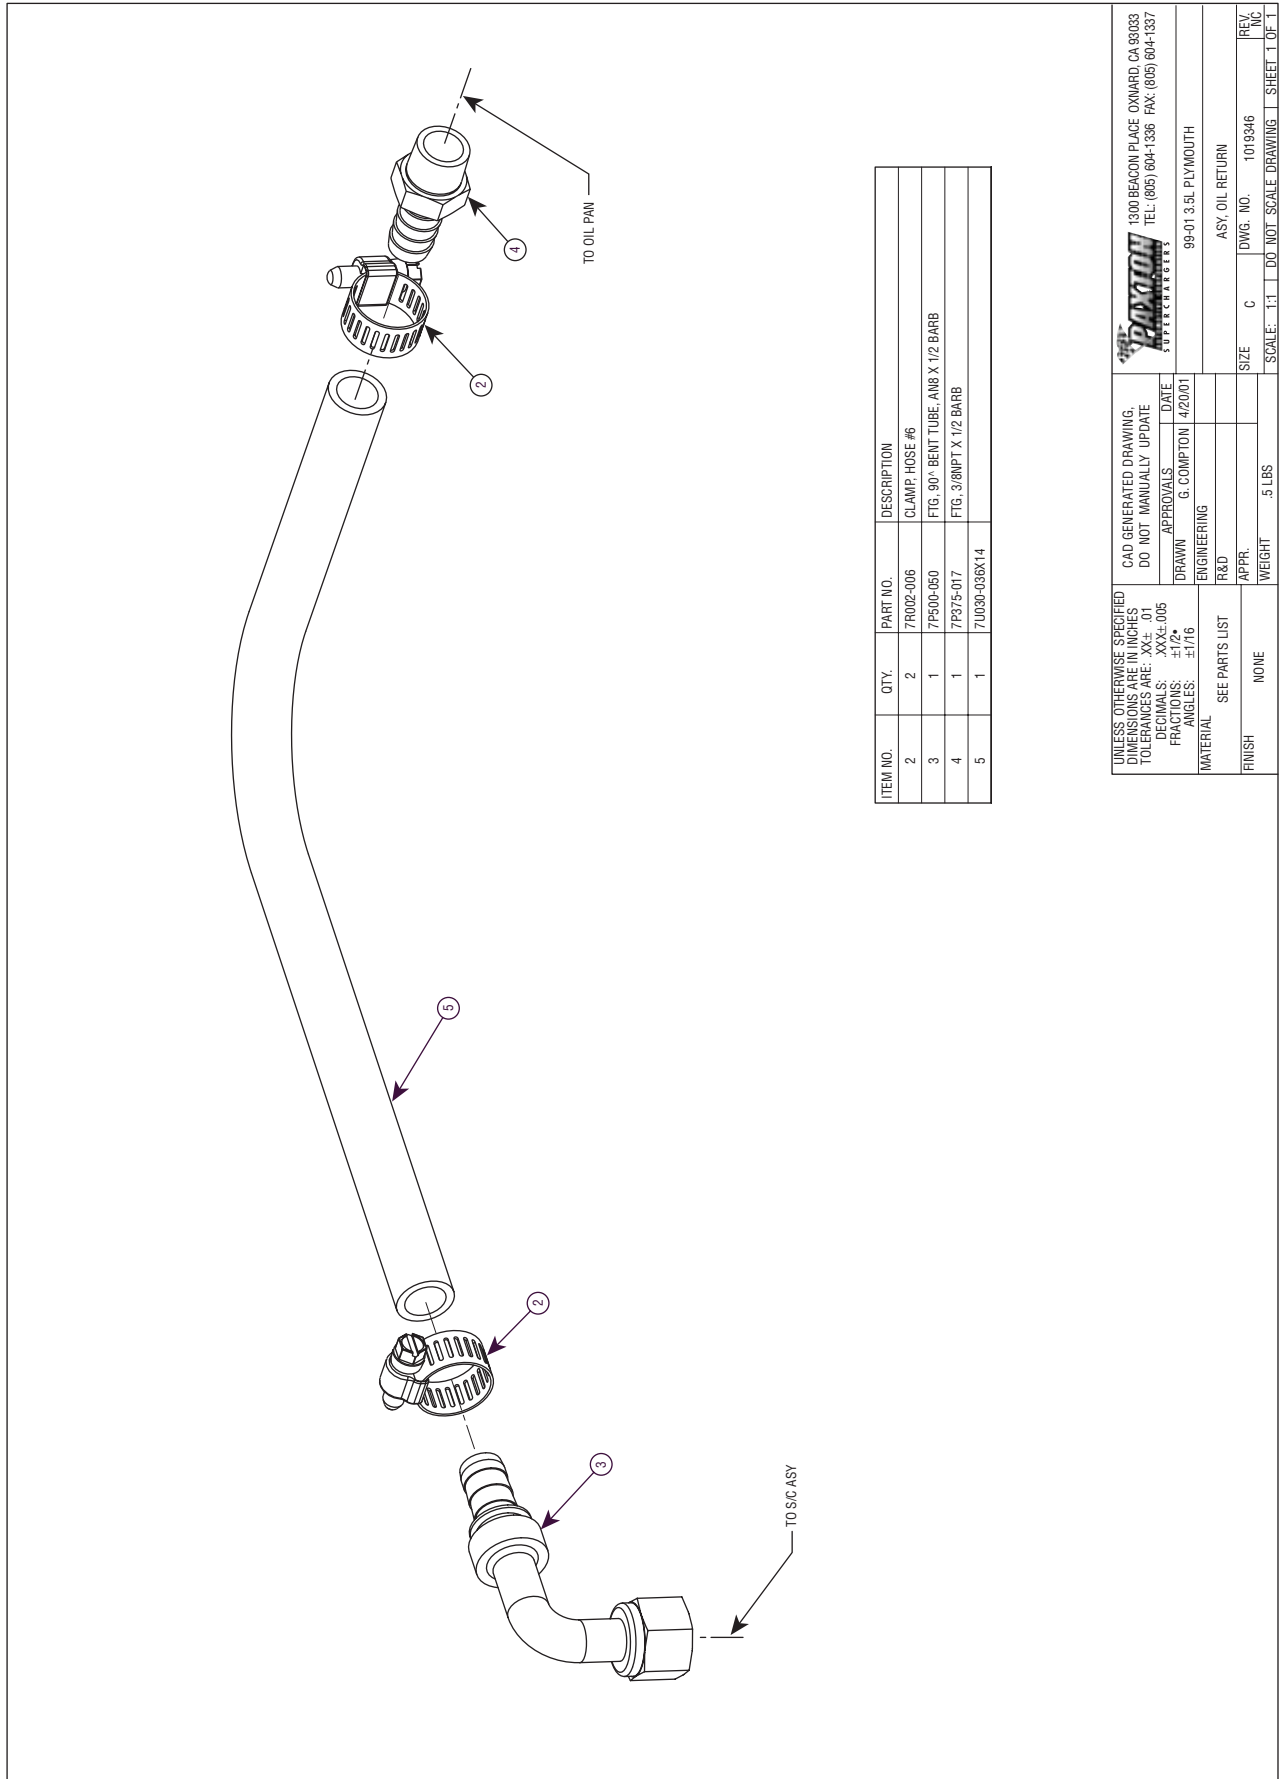 5
2
2
4
3
TO OIL PAN
TO S/C ASY
ITEM NO. QTY. PART NO. DESCRIPTION
2 2 7R002-006 CLAMP, HOSE #6
3 1 7P500-050 FTG, 90^ BENT TUBE, AN8 X 1/2 BARB
4 1 7P375-017 FTG, 3/8NPT X 1/2 BARB
5 1 7U030-036X14
UNLESS OTHERWISE SPECIFIED
DIMENSIONS ARE IN INCHES
TOLERANCES ARE: .XX± .01
DECIMALS: .XXX±.005
FRACTIONS: ±1/2•
ANGLES: ±1/16
MATERIAL
SEE PARTS LIST
FINISH
NONE
CAD GENERATED DRAWING,
DO NOT MANUALLY UPDATE
APPROVALS DATE
DRAWN G. COMPTON 4/20/01
ENGINEERING
R&D
APPR.
WEIGHT .5 LBS
PAXTON
SUPERCHARGERS
1300 BEACON PLACE OXNARD, CA 93033
TEL: (805) 604-1336 FAX: (805) 604-1337
99-01 3.5L PLYMOUTH
ASY, OIL RETURN
SIZE C DWG. NO. 1019346 REV. NC
SCALE: 1:1 DO NOT SCALE DRAWING SHEET 1 OF 1